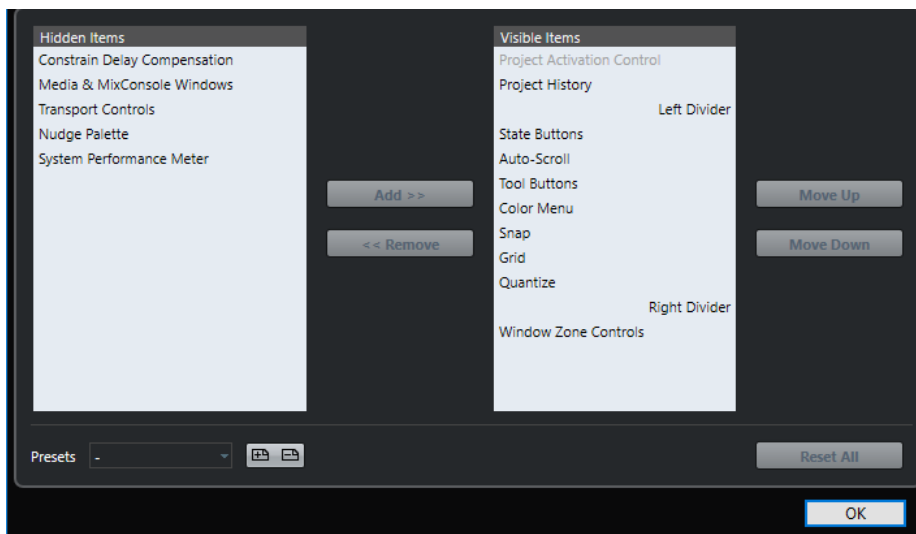 Hidden Items
Constrain Delay Compensation
Media & MixConsole Windows
Transport Controls
Nudge Palette
System Performance Meter
Add >>
<< Remove
Visible Items
Project Activation Control
Project History
Left Divider
State Buttons
Auto-Scroll
Tool Buttons
Color Menu
Snap
Grid
Quantize
Right Divider
Window Zone Controls
Move Up
Move Down
Presets -
Reset All
OK